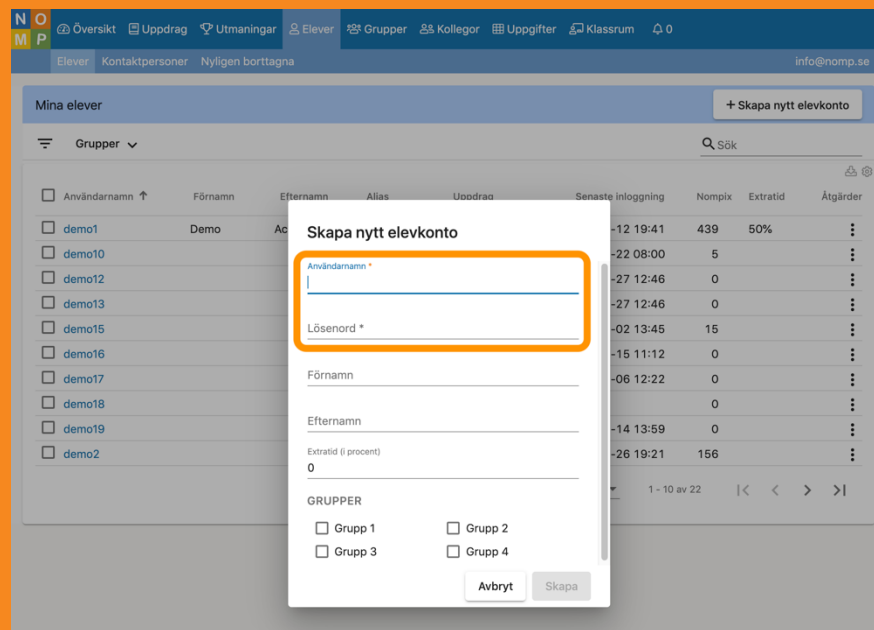 N O
M P
Översikt Uppdrag Utmaningar Elever Grupper Kollegor Uppgifter Klassrum 0
Elever Kontaktpersoner Nyligen borttagna info@nomp.se
Mina elever + Skapa nytt elevkonto
Grupper Sök
Användarnamn ↑ Förnamn Efternamn Alias Uppdrag Senaste inloggning Nompix Extratid Åtgärder
demo1 Demo Ac -12 19:41 439 50%
demo10 -22 08:00 5
demo12 -27 12:46 0
demo13 -27 12:46 0
demo15 -02 13:45 15
demo16 -15 11:12 0
demo17 -06 12:22 0
demo18 0
demo19 -14 13:59 0
demo2 -26 19:21 156
1 - 10 av 22
Skapa nytt elevkonto
Användarnamn *
Lösenord *
Förnamn
Efternamn
Extratid (i procent)
0
GRUPPER
Grupp 1 Grupp 2
Grupp 3 Grupp 4
Avbryt Skapa